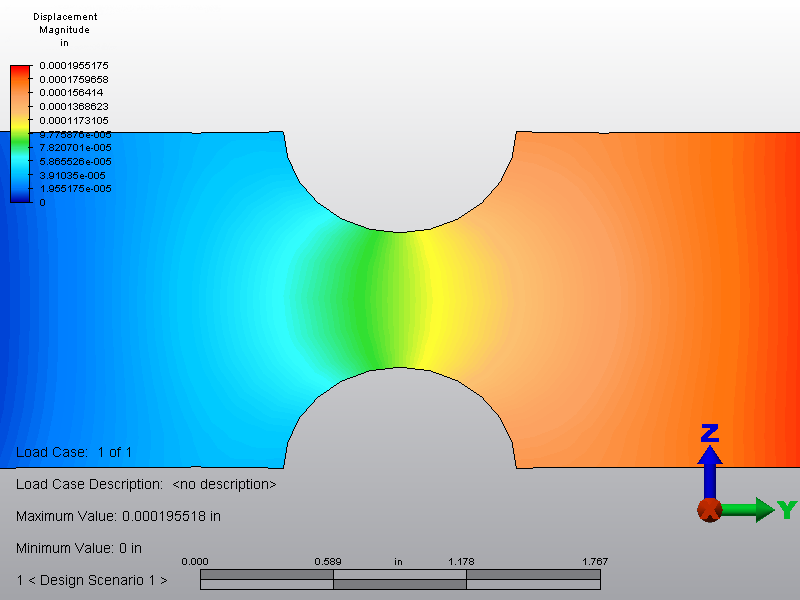 Displacement
Magnitude
in
0.0001955175
0.0001759658
0.000156414
0.0001368623
0.0001173105
9.775876e-005
7.820701e-005
5.865526e-005
3.91035e-005
1.955175e-005
0
Z
Y
Load Case: 1 of 1
Load Case Description: <no description>
Maximum Value: 0.000195518 in
Minimum Value: 0 in
0.000 0.589 in 1.178 1.767
1 < Design Scenario 1 >